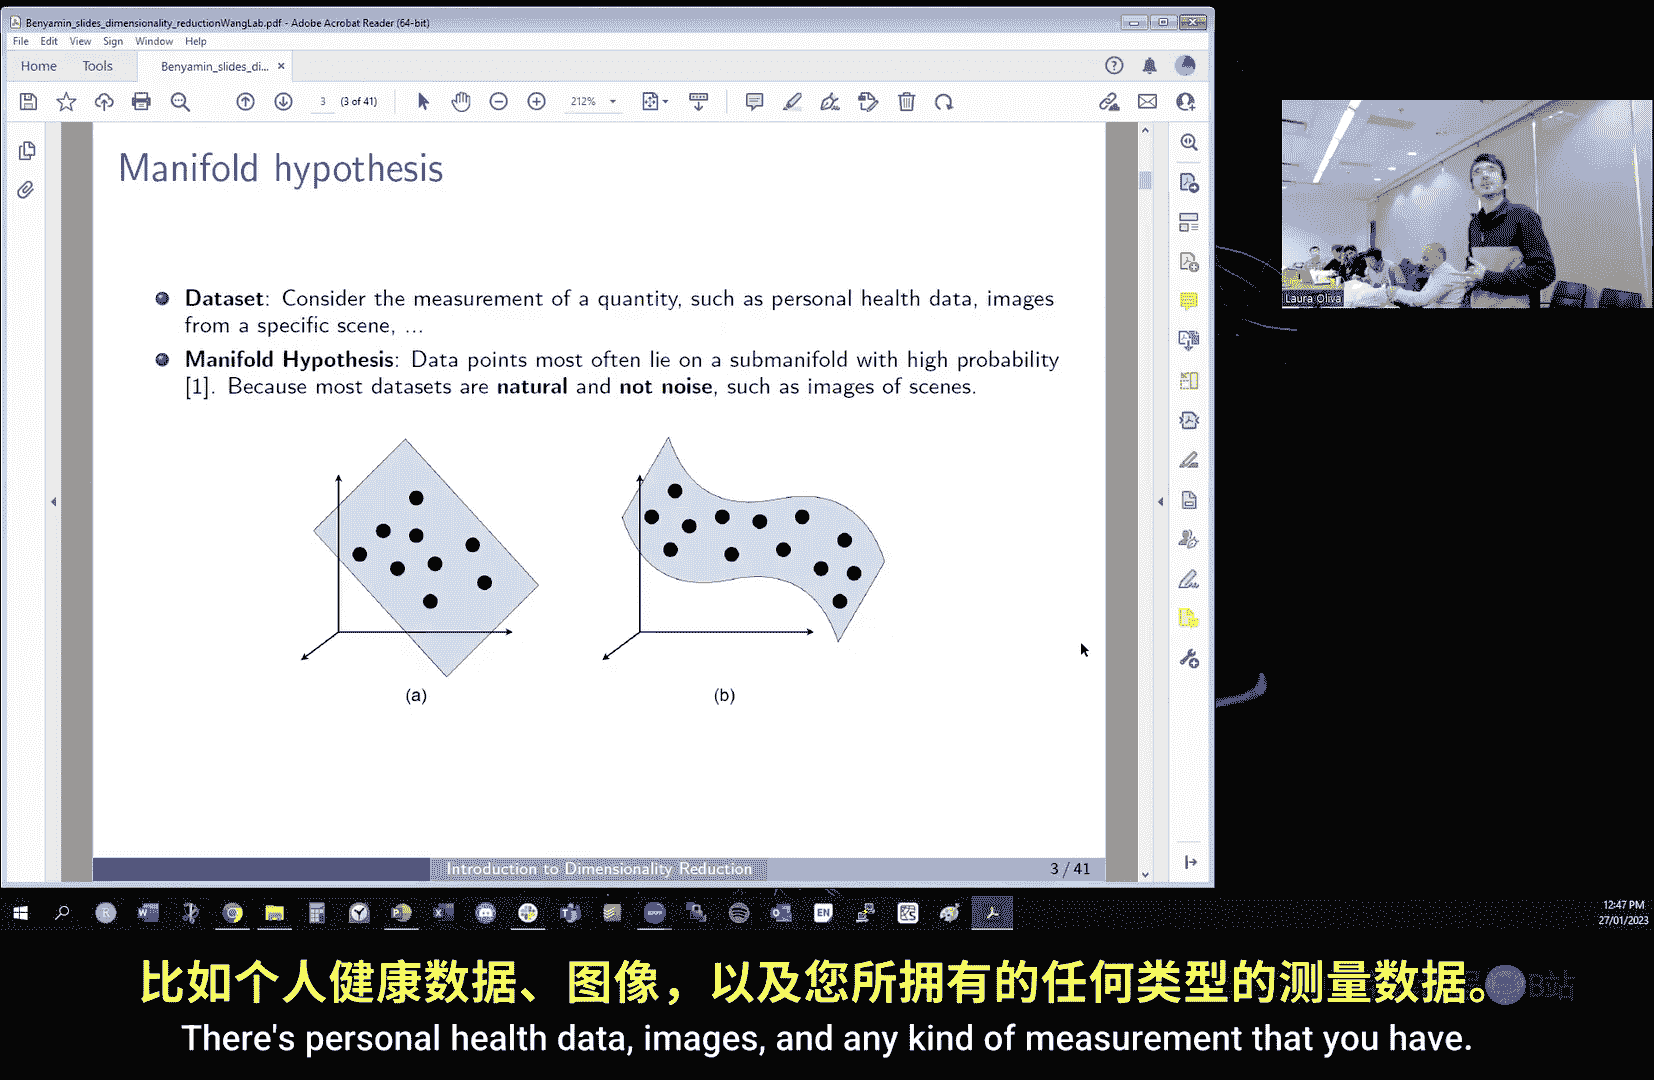 Benyamin_slides_dimensionality_reductionWangLab.pdf - Adobe Acrobat Reader (64-bit)
File Edit View Sign Window Help
Home Tools Benyamin_slides_di... ×
3 (3 of 41) 212%
Manifold hypothesis
Dataset: Consider the measurement of a quantity, such as personal health data, images
from a specific scene, ...
Manifold Hypothesis: Data points most often lie on a submanifold with high probability
[1]. Because most datasets are natural and not noise, such as images of scenes.
(a) (b)
Introduction to Dimensionality Reduction 3 / 41
Laura Oliva
EN
12:47 PM
27/01/2023
比如个人健康数据、图像，以及您所拥有的任何类型的测量数据。
B站
There's personal health data, images, and any kind of measurement that you have.